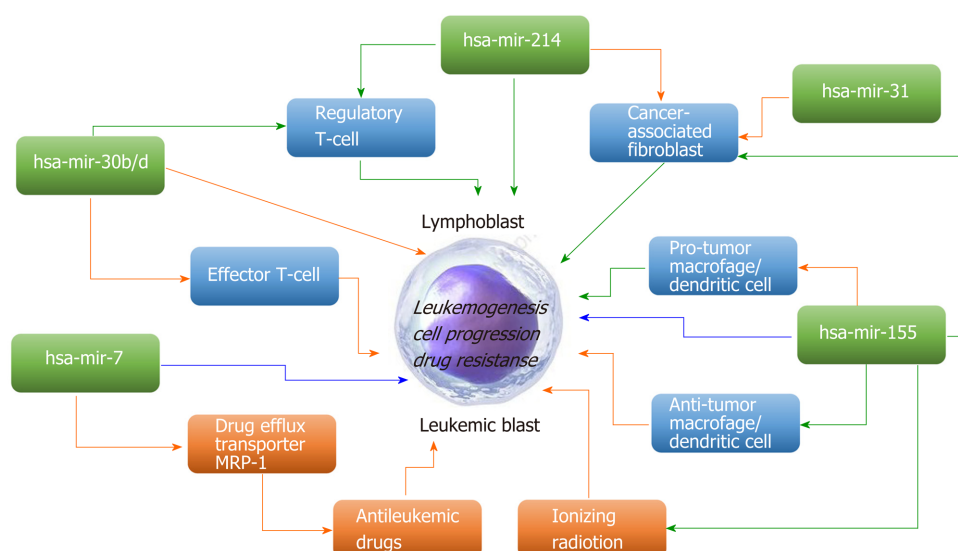 hsa-mir-214
hsa-mir-31
Regulatory
T-cell
Cancer-
associated
fibroblast
hsa-mir-30b/d
Lymphoblast
Effector T-cell
Pro-tumor
macrofage/
dendritic cell
Leukemogenesis
cell progression
drug resistanse
hsa-mir-155
hsa-mir-7
Anti-tumor
macrofage/
dendritic cell
Drug efflux
transporter
MRP-1
Leukemic blast
Antileukemic
drugs
Ionizing
radiotion